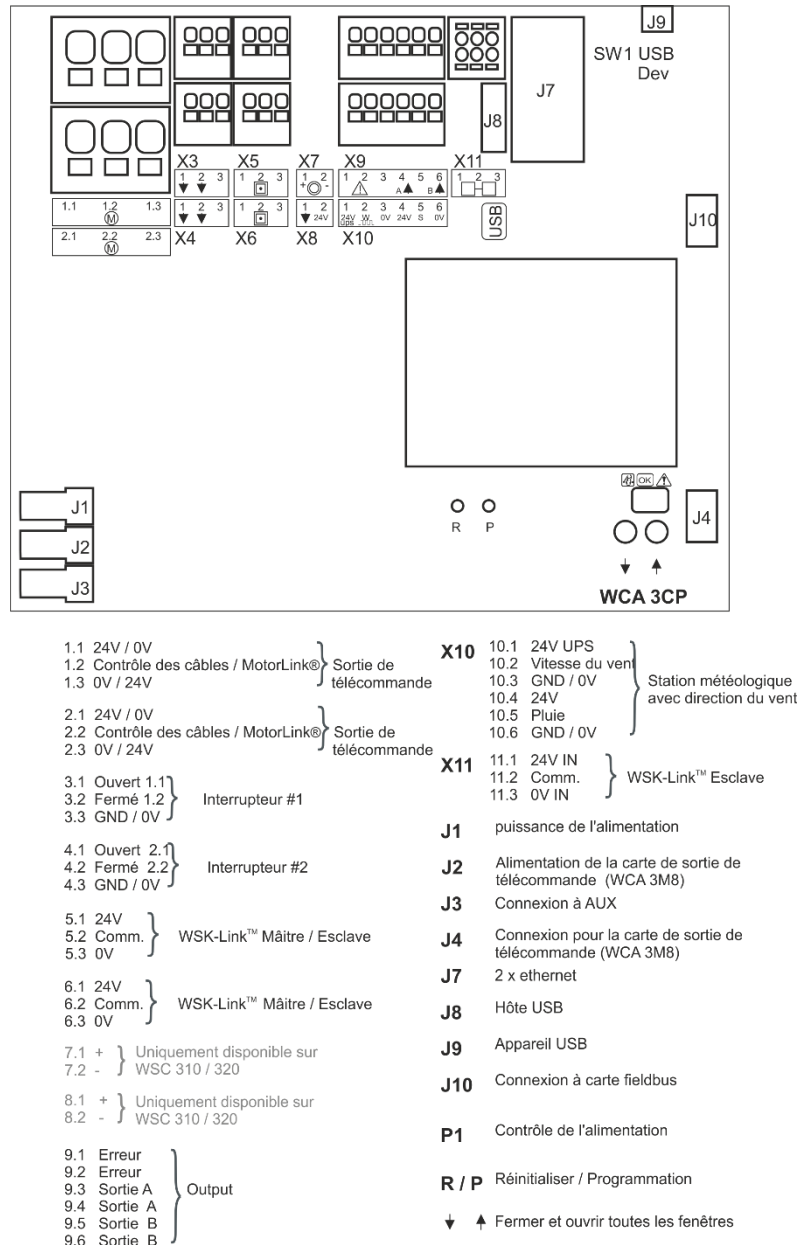 J9
SW1 USB
Dev
J7
J8
X3 X5 X7 X9 X11
1 2 3 1 2 3 1 2 1 2 3 4 5 6 1 2 3
+ - A B
1.1 1.2 1.3
M
1 2 3 1 2 3 1 2 1 2 3 4 5 6
24V 24V UPS W 0V 24V S 0V
USB
J10
2.1 2.2 2.3
M
X4 X6 X8 X10
OK
J1
R P
J4
J2
J3
WCA 3CP
1.1 24V / 0V
1.2 Contrôle des câbles / MotorLink® Sortie de
1.3 0V / 24V télécommande
2.1 24V / 0V
2.2 Contrôle des câbles / MotorLink® Sortie de
2.3 0V / 24V télécommande
3.1 Ouvert 1.1
3.2 Fermé 1.2 Interrupteur #1
3.3 GND / 0V
4.1 Ouvert 2.1
4.2 Fermé 2.2 Interrupteur #2
4.3 GND / 0V
5.1 24V
5.2 Comm. WSK-Link™ Mâitre / Esclave
5.3 0V
6.1 24V
6.2 Comm. WSK-Link™ Mâitre / Esclave
6.3 0V
7.1 + Uniquement disponible sur
7.2 - WSC 310 / 320
8.1 + Uniquement disponible sur
8.2 - WSC 310 / 320
9.1 Erreur
9.2 Erreur
9.3 Sortie A Output
9.4 Sortie A
9.5 Sortie B
9.6 Sortie B
X10 10.1 24V UPS
10.2 Vitesse du vent
10.3 GND / 0V Station météologique
10.4 24V avec direction du vent
10.5 Pluie
10.6 GND / 0V
X11 11.1 24V IN
11.2 Comm. WSK-Link™ Esclave
11.3 0V IN
J1 puissance de l'alimentation
J2 Alimentation de la carte de sortie de
télécommande (WCA 3M8)
J3 Connexion à AUX
J4 Connexion pour la carte de sortie de
télécommande (WCA 3M8)
J7 2 x ethernet
J8 Hôte USB
J9 Appareil USB
J10 Connexion à carte fieldbus
P1 Contrôle de l'alimentation
R / P Réinitialiser / Programmation
Fermer et ouvrir toutes les fenêtres